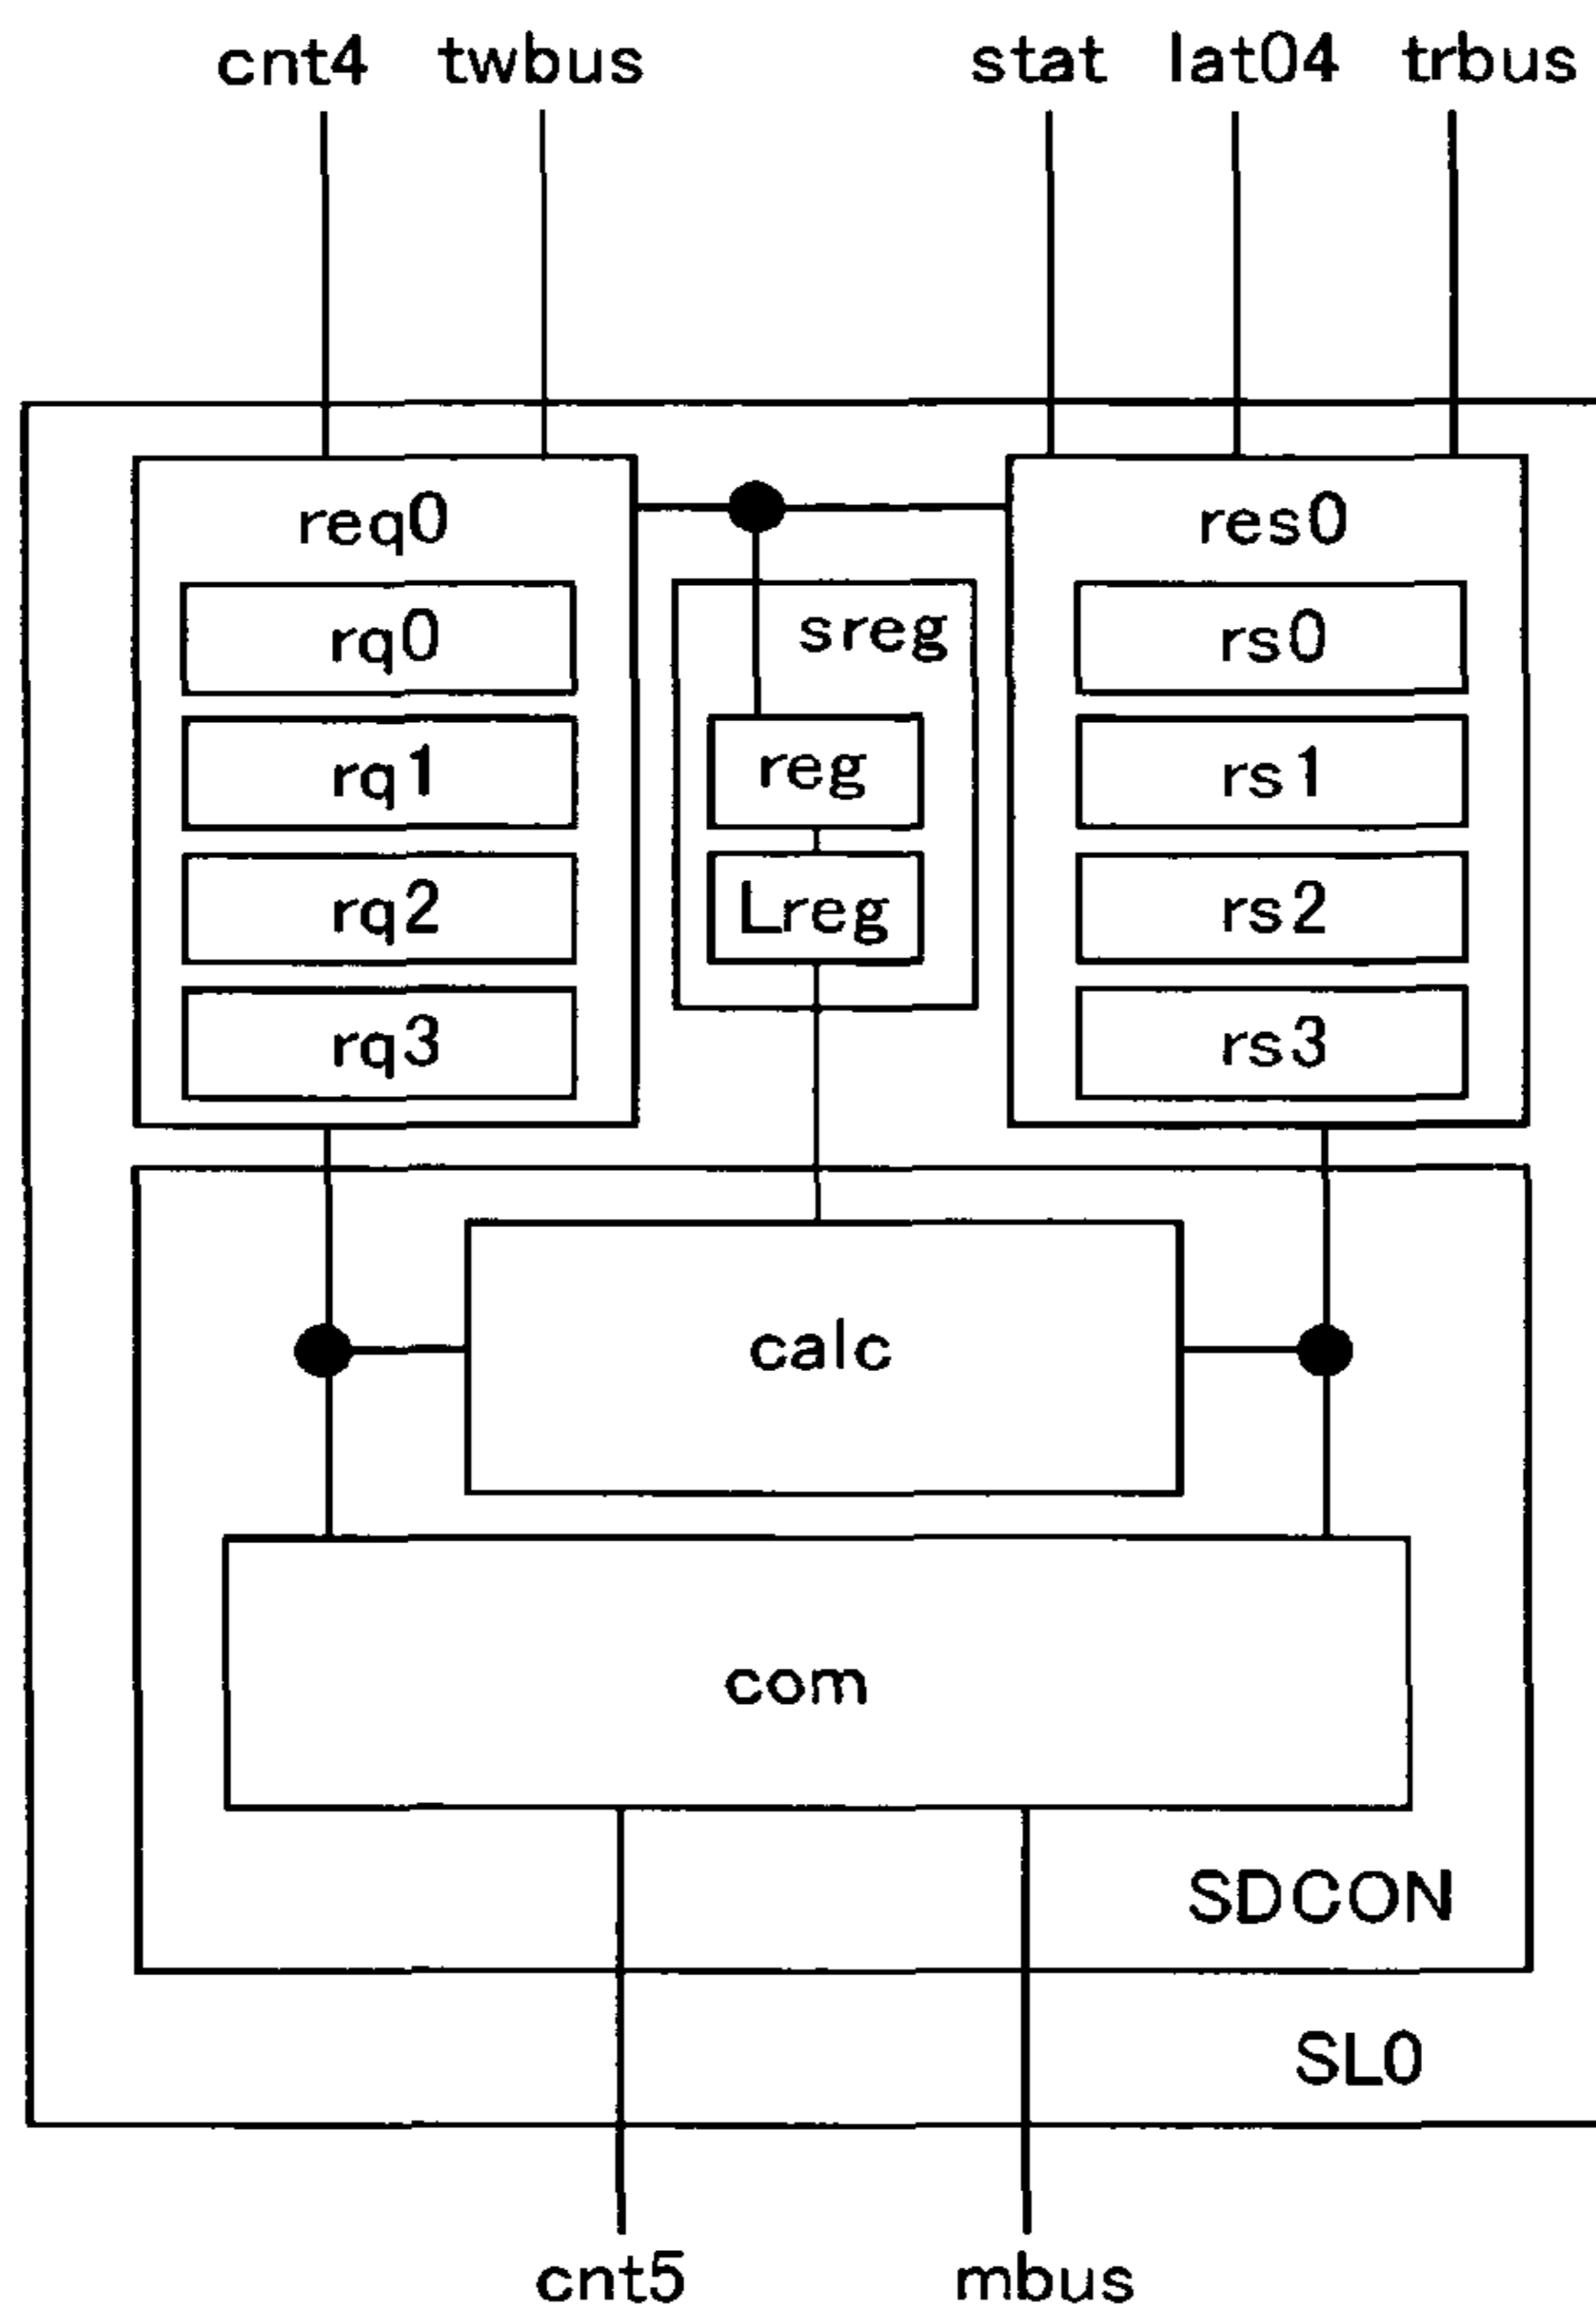 cnt4 twbus stat lat04 trbus
req0 res0
rq0 sreg rs0
rq1 reg rs1
rq2 Lreg rs2
rq3 rs3
calc
com
SDCON
SL0
cnt5 mbus